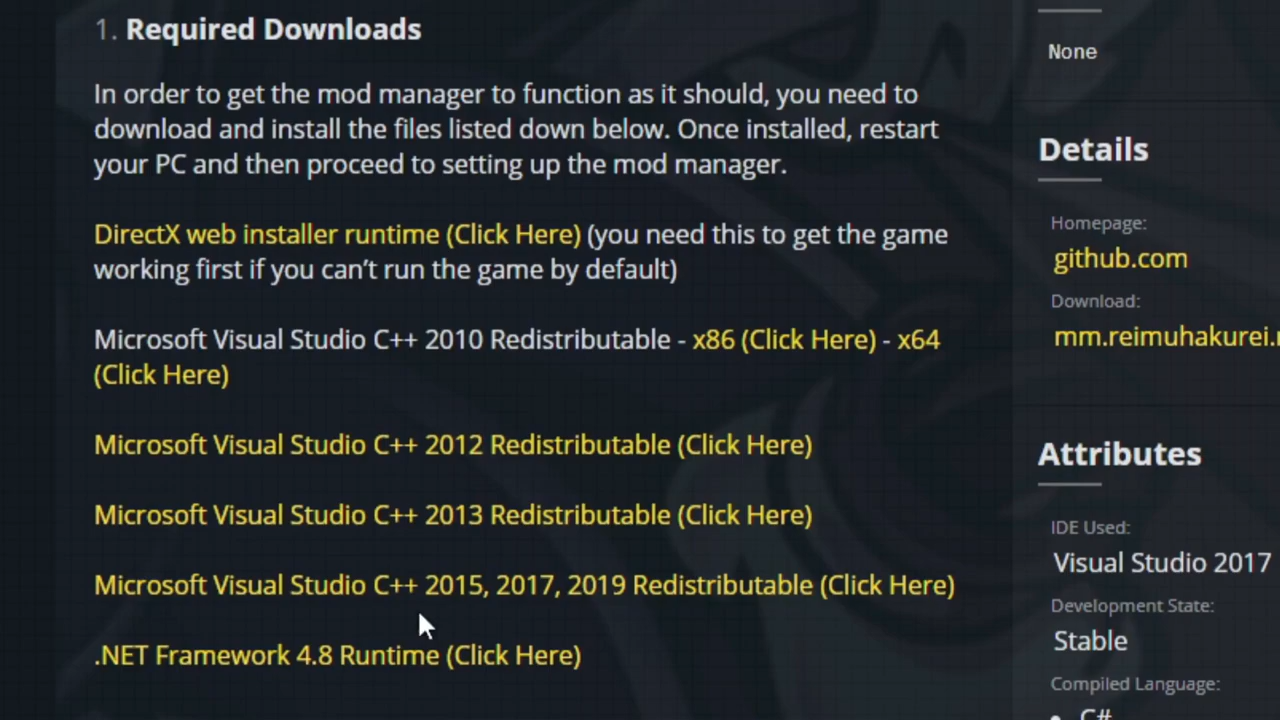 1. Required Downloads
In order to get the mod manager to function as it should, you need to
download and install the files listed down below. Once installed, restart
your PC and then proceed to setting up the mod manager.
DirectX web installer runtime (Click Here) (you need this to get the game
working first if you can't run the game by default)
Microsoft Visual Studio C++ 2010 Redistributable - x86 (Click Here) - x64
(Click Here)
Microsoft Visual Studio C++ 2012 Redistributable (Click Here)
Microsoft Visual Studio C++ 2013 Redistributable (Click Here)
Microsoft Visual Studio C++ 2015, 2017, 2019 Redistributable (Click Here)
.NET Framework 4.8 Runtime (Click Here)
None
Details
Homepage:
github.com
Download:
mm.reimuhakurei.
Attributes
IDE Used:
Visual Studio 2017
Development State:
Stable
Compiled Language:
• C#